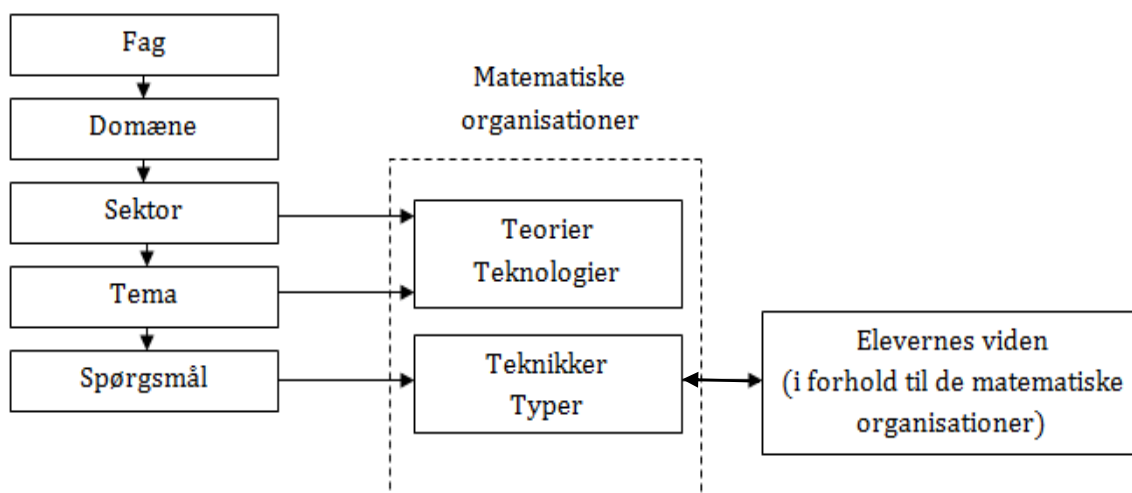 Fag
Domæne
Sektor
Tema
Spørgsmål
Matematiske
organisationer
Teorier
Teknologier
Teknikker
Typer
Elevernes viden
(i forhold til de matematiske
organisationer)